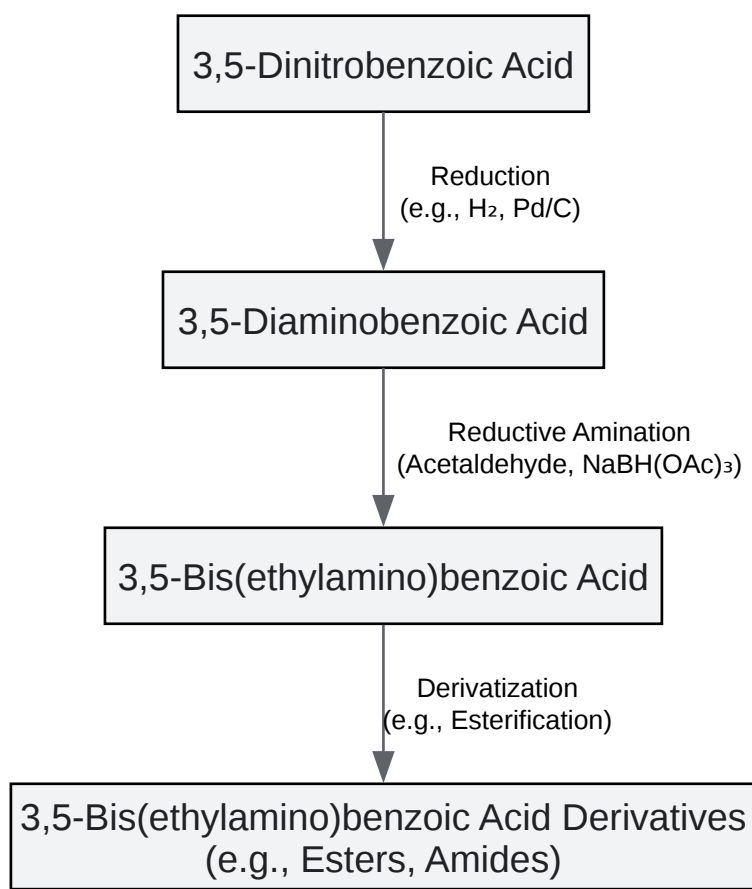 3,5-Dinitrobenzoic Acid
Reduction
(e.g., H₂, Pd/C)
3,5-Diaminobenzoic Acid
Reductive Amination
(Acetaldehyde, NaBH(OAc)₃)
3,5-Bis(ethylamino)benzoic Acid
Derivatization
(e.g., Esterification)
3,5-Bis(ethylamino)benzoic Acid Derivatives
(e.g., Esters, Amides)